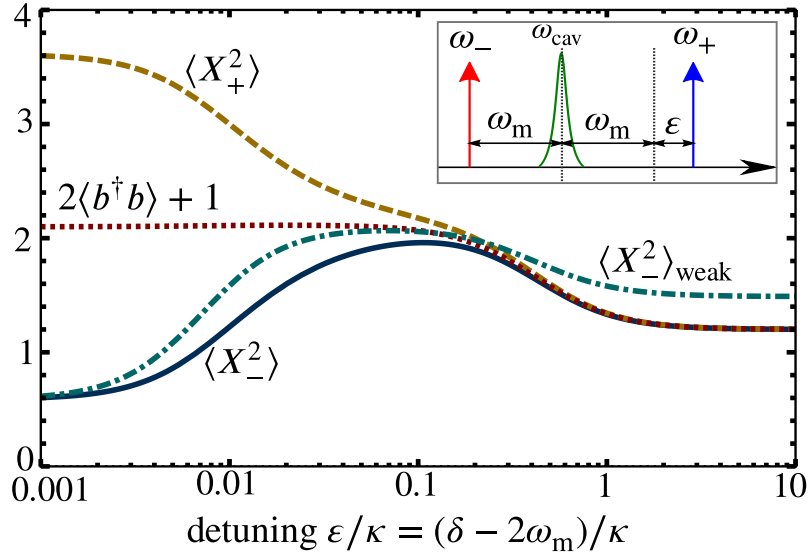 4
3
2
1
0
0.001 0.01 0.1 1 10
⟨X₊²⟩
2⟨b†b⟩ + 1
⟨X₋²⟩weak
⟨X₋²⟩
ω₋ ωcav ω₊
ωm ωm ε
detuning ε/κ = (δ − 2ωm)/κ